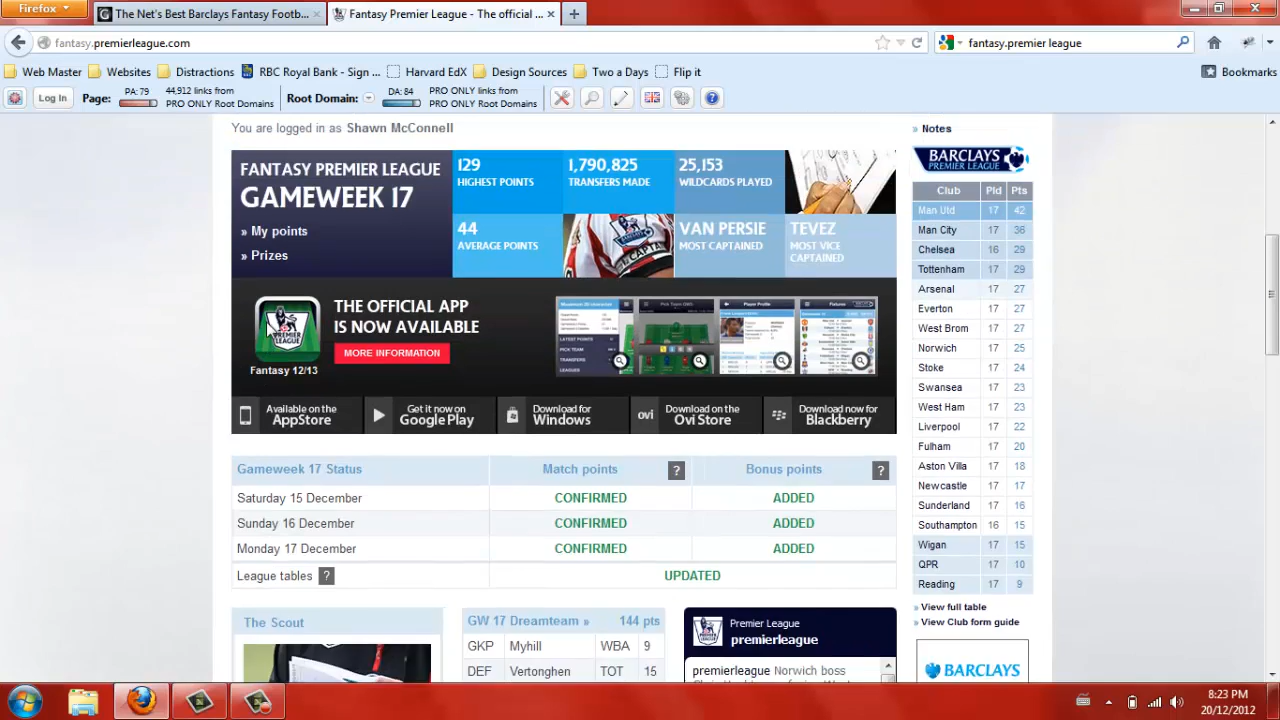 Firefox
The Net's Best Barclays Fantasy Footb...
Fantasy Premier League - The official ...
fantasy.premierleague.com
fantasy.premier league
Web Master
Websites
Distractions
RBC Royal Bank - Sign ...
Harvard EdX
Design Sources
Two a Days
Flip it
Bookmarks
Log In
Page:
PA: 79
44,912 links from
PRO ONLY Root Domains
Root Domain:
DA: 84
PRO ONLY links from
PRO ONLY Root Domains
You are logged in as Shawn McConnell
FANTASY PREMIER LEAGUE
GAMEWEEK 17
» My points
» Prizes
129
HIGHEST POINTS
1,790,825
TRANSFERS MADE
25,153
WILDCARDS PLAYED
44
AVERAGE POINTS
VAN PERSIE
MOST CAPTAINED
TEVEZ
MOST VICE
CAPTAINED
THE OFFICIAL APP
IS NOW AVAILABLE
MORE INFORMATION
Fantasy 12/13
Available on the
AppStore
Get it now on
Google Play
Download for
Windows
ovi
Download on the
Ovi Store
Download now for
Blackberry
Gameweek 17 Status Match points ? Bonus points ?
Saturday 15 December CONFIRMED ADDED
Sunday 16 December CONFIRMED ADDED
Monday 17 December CONFIRMED ADDED
League tables ? UPDATED
The Scout
GW 17 Dreamteam » 144 pts
GKP Myhill WBA 9
DEF Vertonghen TOT 15
Premier League
premierleague
premierleague Norwich boss
» Notes
BARCLAYS
PREMIER LEAGUE
Club Pld Pts
Man Utd 17 42
Man City 17 36
Chelsea 16 29
Tottenham 17 29
Arsenal 17 27
Everton 17 27
West Brom 17 27
Norwich 17 25
Stoke 17 24
Swansea 17 23
West Ham 17 23
Liverpool 17 22
Fulham 17 20
Aston Villa 17 18
Newcastle 17 17
Sunderland 17 16
Southampton 16 15
Wigan 17 15
QPR 17 10
Reading 17 9
» View full table
» View Club form guide
BARCLAYS
8:23 PM
20/12/2012